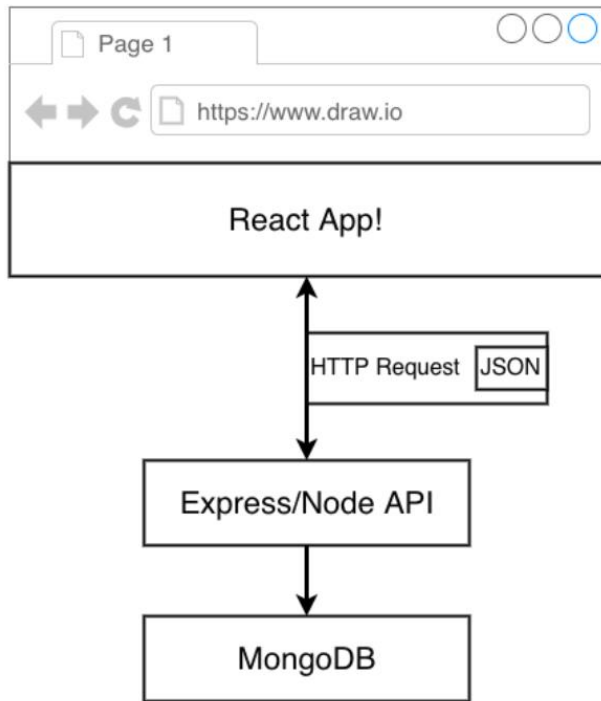 Page 1
https://www.draw.io
React App!
HTTP Request JSON
Express/Node API
MongoDB